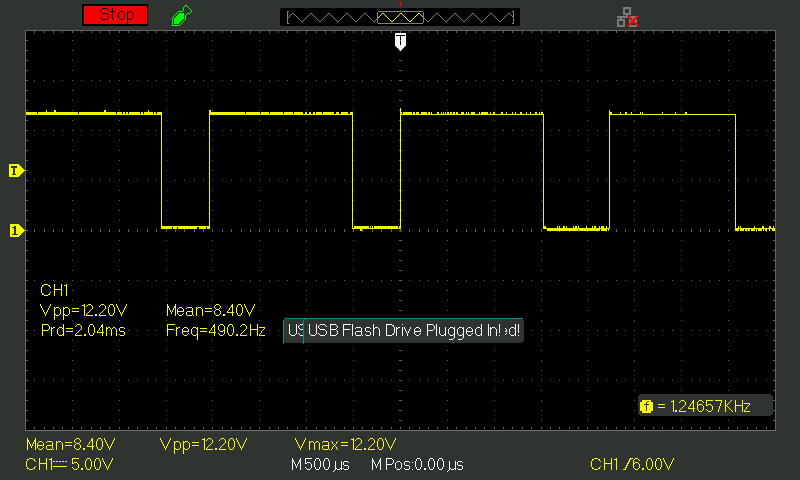 Stop
T
T
1
CH1
Vpp=12.20V Mean=8.40V
Prd=2.04ms Freq=490.2Hz
US USB Flash Drive Plugged In! d!
f = 1.24657KHz
Mean=8.40V Vpp=12.20V Vmax=12.20V
CH1 5.00V M 500µs M Pos:0.00µs CH1 / 6.00V